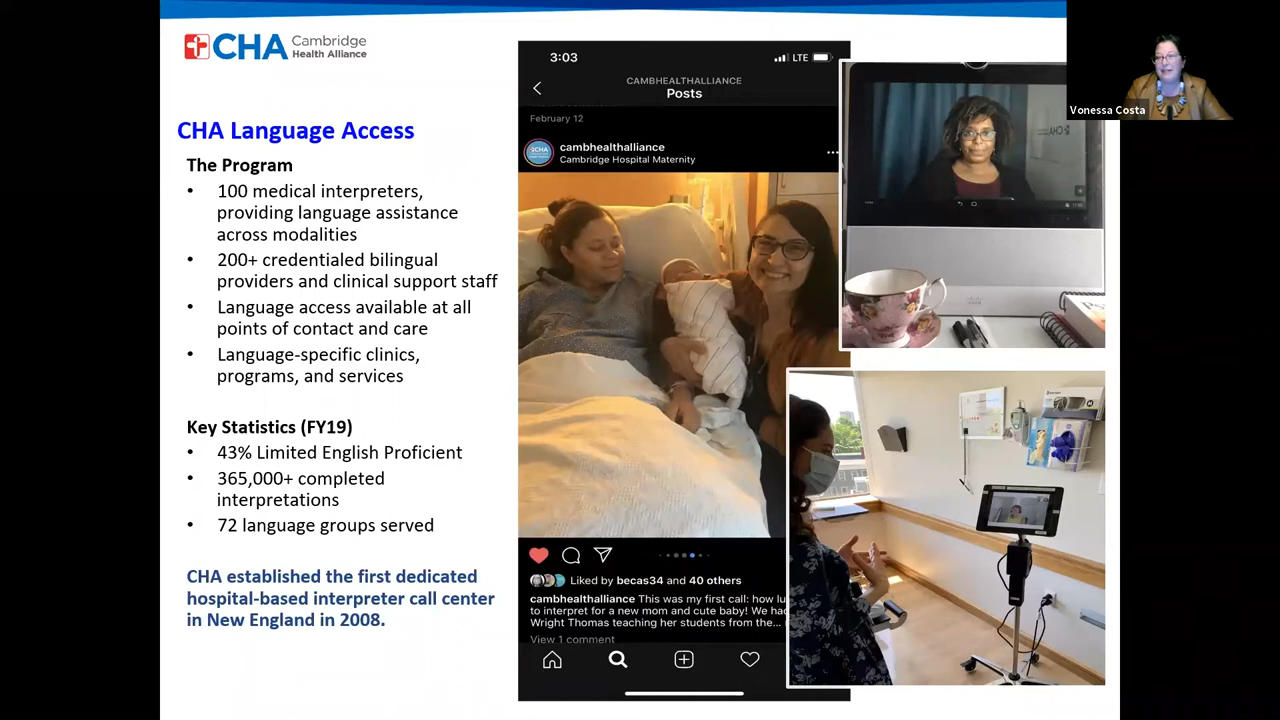 CHA Cambridge
Health Alliance
CHA Language Access
The Program
• 100 medical interpreters,
providing language assistance
across modalities
• 200+ credentialed bilingual
providers and clinical support staff
• Language access available at all
points of contact and care
• Language-specific clinics,
programs, and services
Key Statistics (FY19)
• 43% Limited English Proficient
• 365,000+ completed
interpretations
• 72 language groups served
CHA established the first dedicated
hospital-based interpreter call center
in New England in 2008.
3:03
LTE
CAMBHEALTHALLIANCE
Posts
February 12
CHA
cambhealthalliance
Cambridge Hospital Maternity
Liked by becas34 and 40 others
cambhealthalliance This was my first call: how lu
to interpret for a new mom and cute baby! We had
Wright Thomas teaching her students from the...
View 1 comment
CHA
cisco
Vonessa Costa